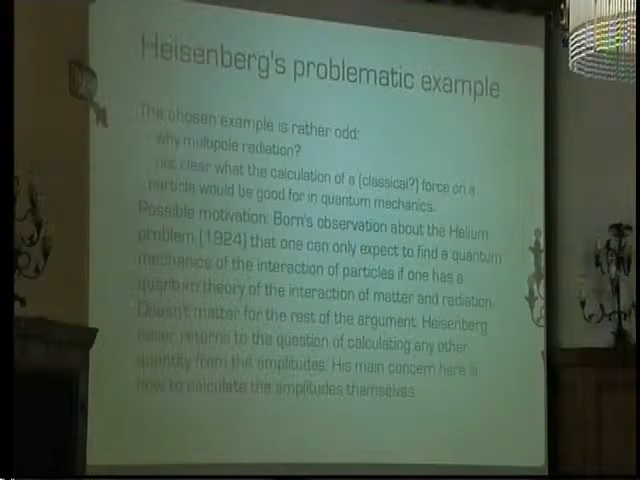 Heisenberg's problematic example
The chosen example is rather odd:
why multipole radiation?
not clear what the calculation of a (classical?) force on a
particle would be good for in quantum mechanics.
Possible motivation: Born's observation about the Helium
problem (1924) that one can only expect to find a quantum
mechanics of the interaction of particles if one has a
quantum theory of the interaction of matter and radiation.
Doesn't matter for the rest of the argument. Heisenberg
never returns to the question of calculating any other
quantity from the amplitudes. His main concern here is
how to calculate the amplitudes themselves.